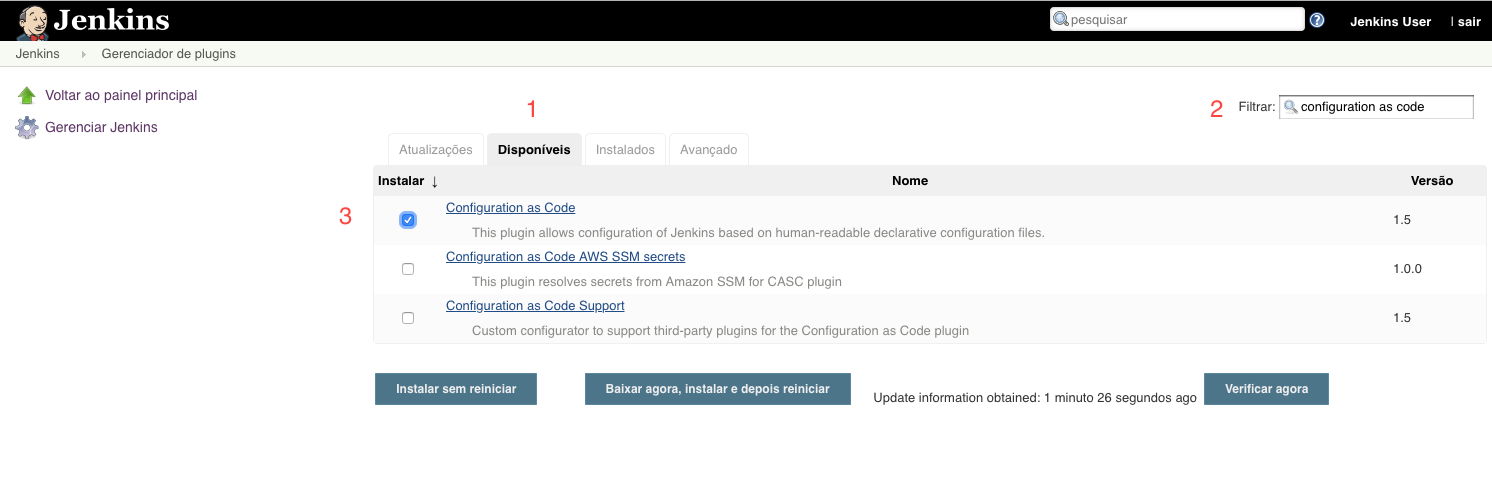 Jenkins
pesquisar
?
Jenkins User
| sair
Jenkins
Gerenciador de plugins
Voltar ao painel principal
Gerenciar Jenkins
1
2
Filtrar: configuration as code
Atualizações Disponíveis Instalados Avançado
Instalar ↓ Nome Versão
3
Configuration as Code
This plugin allows configuration of Jenkins based on human-readable declarative configuration files.
1.5
Configuration as Code AWS SSM secrets
This plugin resolves secrets from Amazon SSM for CASC plugin
1.0.0
Configuration as Code Support
Custom configurator to support third-party plugins for the Configuration as Code plugin
1.5
Instalar sem reiniciar
Baixar agora, instalar e depois reiniciar
Update information obtained: 1 minuto 26 segundos ago
Verificar agora